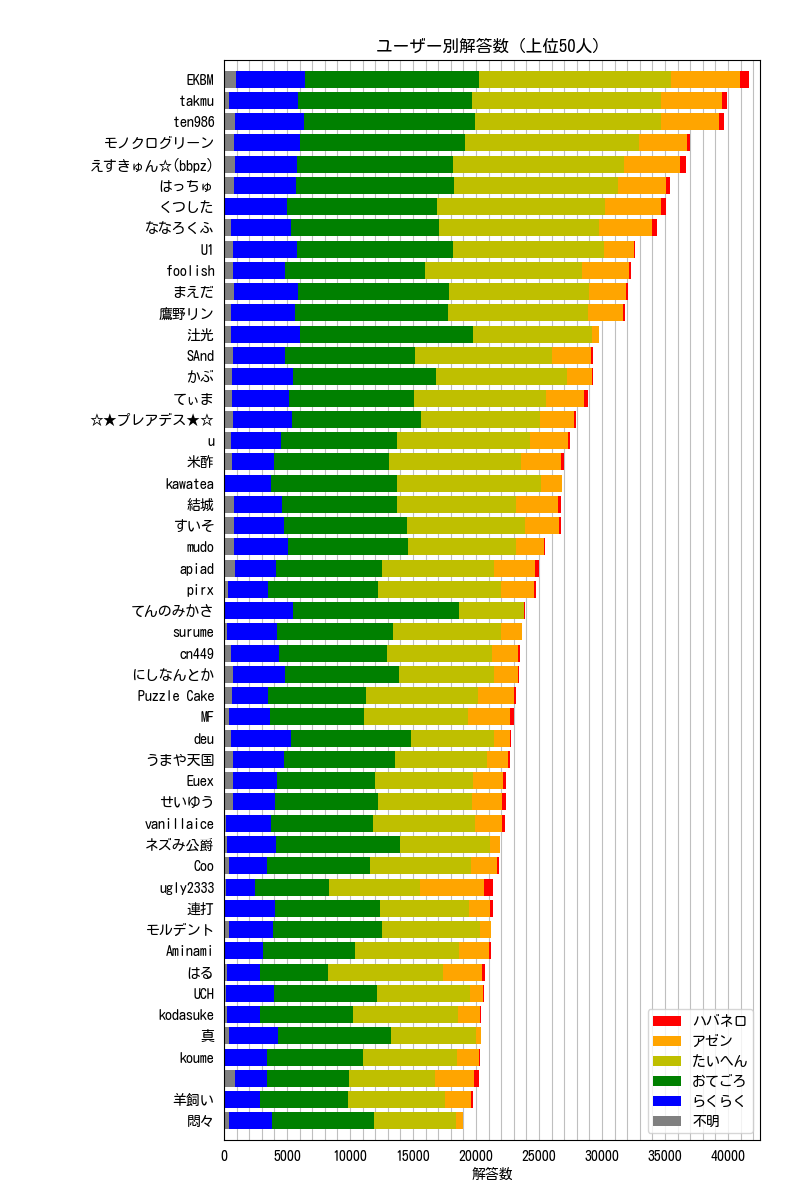 ユーザー別解答数 (上位50人)
EKBM
takmu
ten986
モノクログリーン
えすきゅん☆(bbpz)
はっちゅ
くつした
ななろくふ
U1
foolish
まえだ
鷹野リン
汢光
SAnd
かぶ
てぃま
☆★プレアデス★☆
u
米酢
kawatea
結城
すいそ
mudo
apiad
pirx
てんのみかさ
surume
cn449
にしなんとか
Puzzle Cake
MF
deu
うまや天国
Euex
せいゆう
vanillaice
ネズみ公爵
Coo
ugly2333
連打
モルデント
Aminami
はる
UCH
kodasuke
真
koume
羊飼い
悶々
ハバネロ
アゼン
たいへん
おてごろ
らくらく
不明
0 5000 10000 15000 20000 25000 30000 35000 40000
解答数